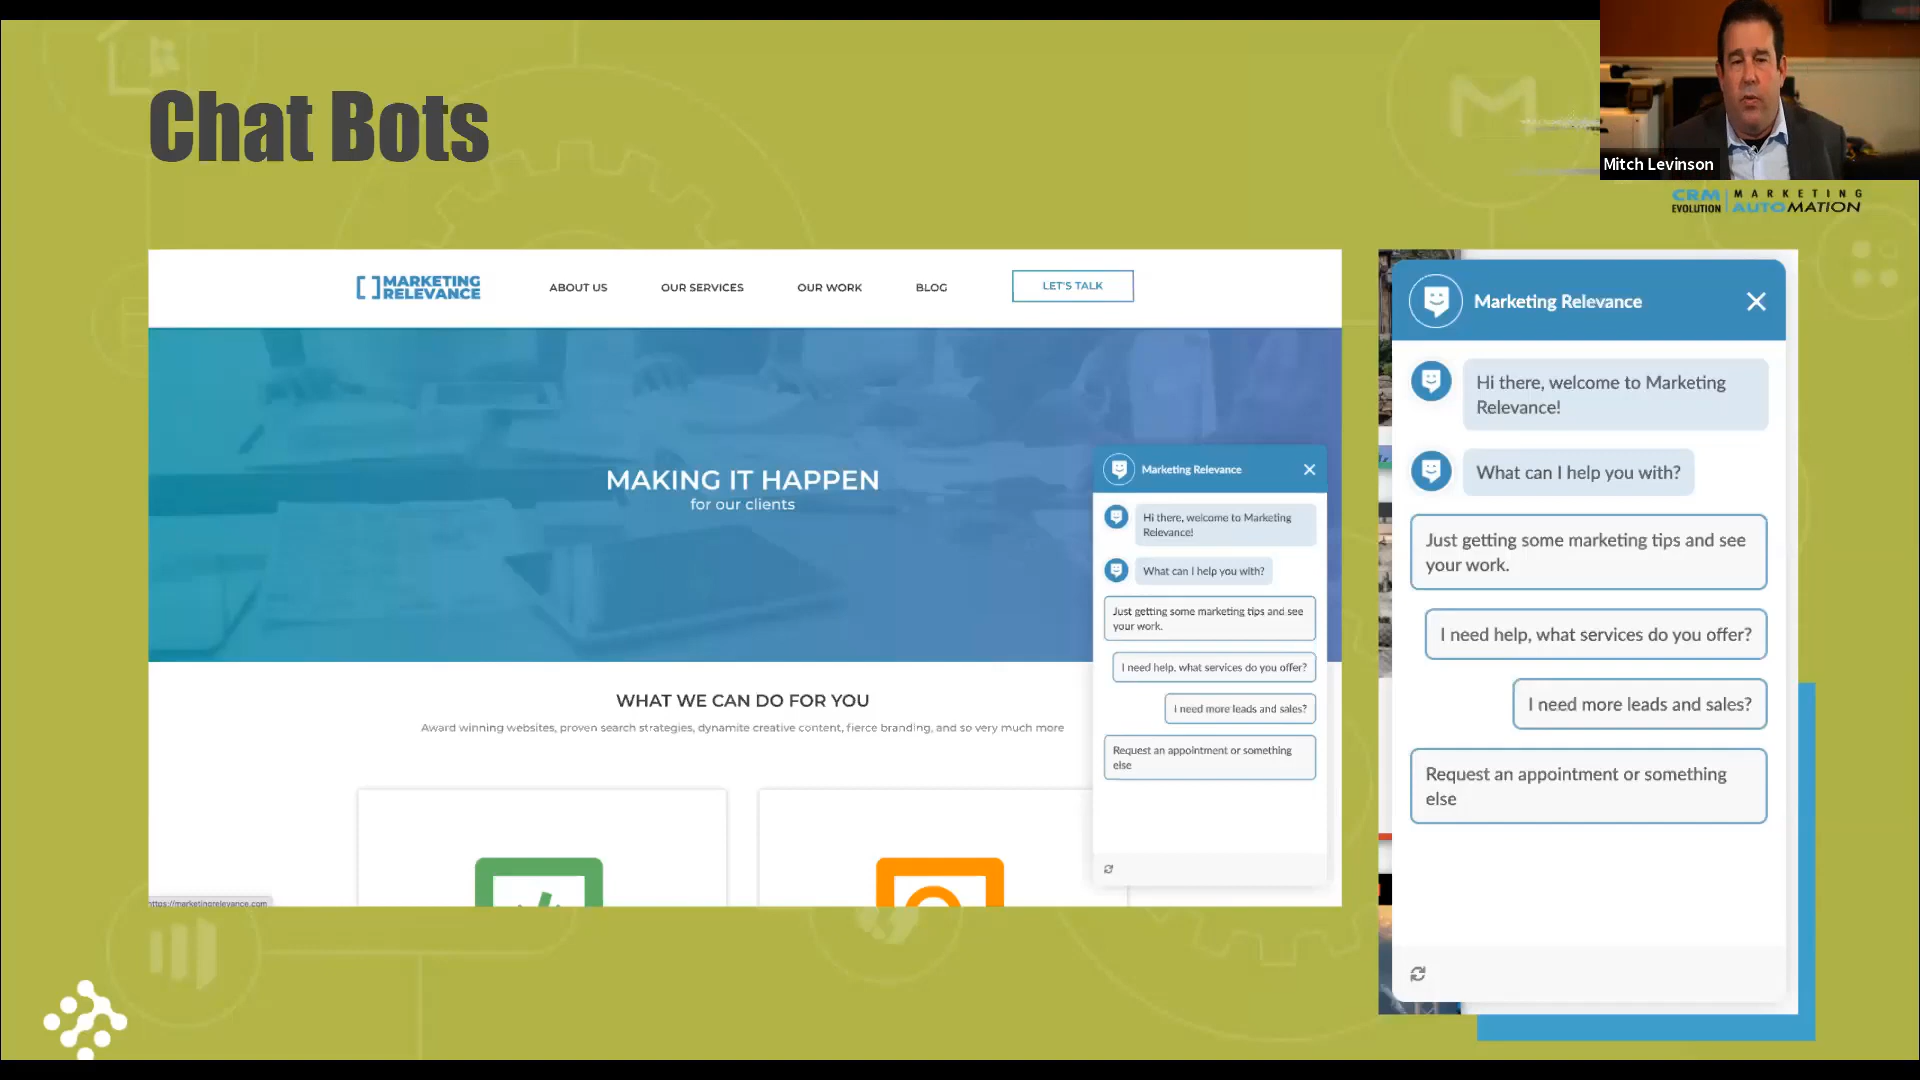 Chat Bots
Mitch Levinson
CRM EVOLUTION | MARKETING AUTOMATION
[ ] MARKETING RELEVANCE
ABOUT US
OUR SERVICES
OUR WORK
BLOG
LET'S TALK
MAKING IT HAPPEN
for our clients
Marketing Relevance
Hi there, welcome to Marketing
Relevance!
What can I help you with?
Just getting some marketing tips and see
your work.
I need help, what services do you offer?
I need more leads and sales?
Request an appointment or something
else
WHAT WE CAN DO FOR YOU
Award winning websites, proven search strategies, dynamite creative content, fierce branding, and so very much more
https://marketingrelevance.com
Marketing Relevance
Hi there, welcome to Marketing
Relevance!
What can I help you with?
Just getting some marketing tips and see
your work.
I need help, what services do you offer?
I need more leads and sales?
Request an appointment or something
else